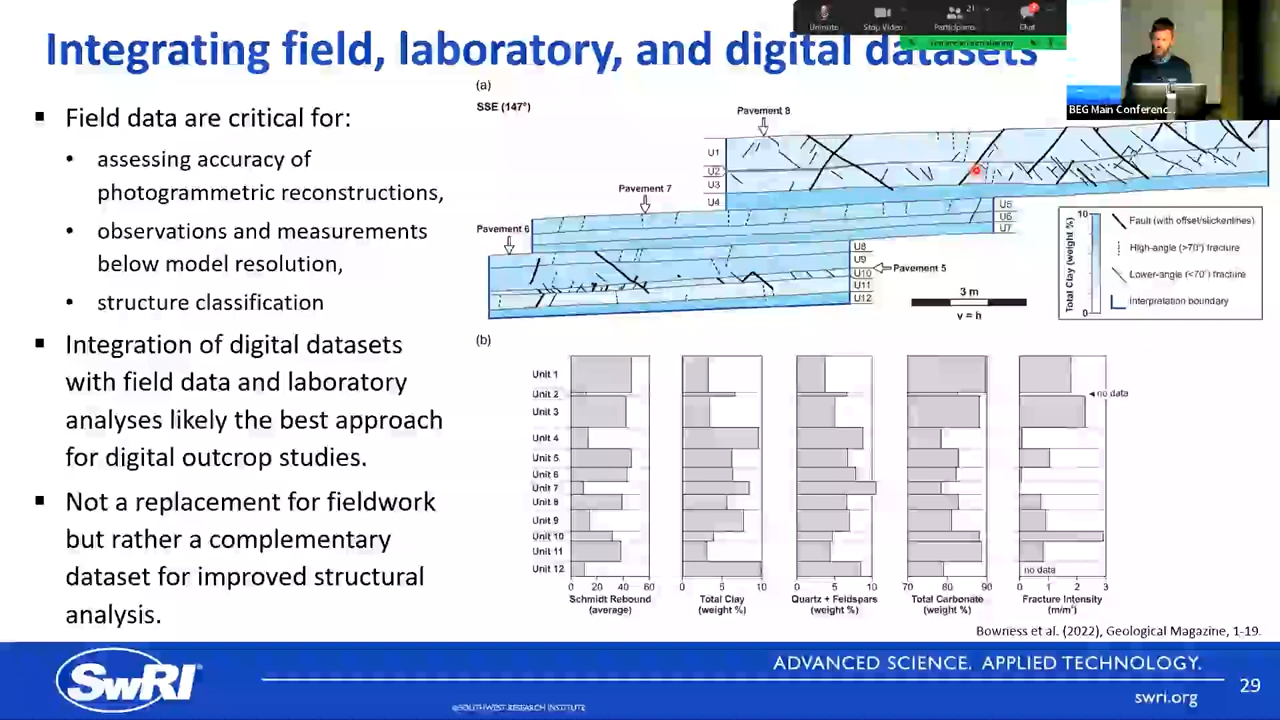 Integrating field, laboratory, and digital datasets
Unmute
Stop Video
Participants
21
Chat
BEG Main Conferenc...
▪ Field data are critical for:
• assessing accuracy of
photogrammetric reconstructions,
• observations and measurements
below model resolution,
• structure classification
▪ Integration of digital datasets
with field data and laboratory
analyses likely the best approach
for digital outcrop studies.
▪ Not a replacement for fieldwork
but rather a complementary
dataset for improved structural
analysis.
(a)
SSE (147°)
Pavement 8
U1
U2
U3
U4
Pavement 7
U5
U6
U7
Pavement 6
U8
U9
U10
U11
U12
Pavement 5
3 m
v = h
Total Clay (weight %)
10
0
Fault (with offset/slickenlines)
High-angle (>70°) fracture
Lower-angle (<70°) fracture
Interpretation boundary
(b)
Unit 1
Unit 2
Unit 3
Unit 4
Unit 5
Unit 6
Unit 7
Unit 8
Unit 9
Unit 10
Unit 11
Unit 12
no data
no data
0 20 40 60
Schmidt Rebound
(average)
0 5 10
Total Clay
(weight %)
0 5 10
Quartz + Feldspars
(weight %)
70 80 90
Total Carbonate
(weight %)
0 1 2 3
Fracture Intensity
(m/m²)
Bowness et al. (2022), Geological Magazine, 1-19.
SwRI
ADVANCED SCIENCE. APPLIED TECHNOLOGY.
swri.org
29
©SOUTHWEST RESEARCH INSTITUTE